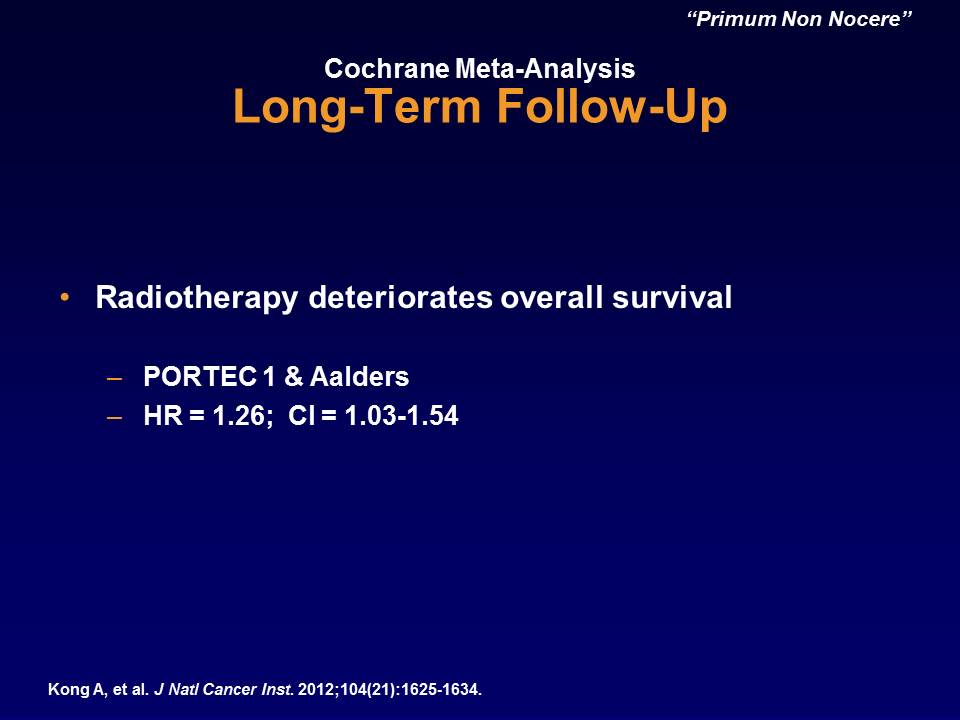 “Primum Non Nocere”
Cochrane Meta-Analysis
Long-Term Follow-Up
• Radiotherapy deteriorates overall survival
– PORTEC 1 & Aalders
– HR = 1.26; CI = 1.03-1.54
Kong A, et al. J Natl Cancer Inst. 2012;104(21):1625-1634.